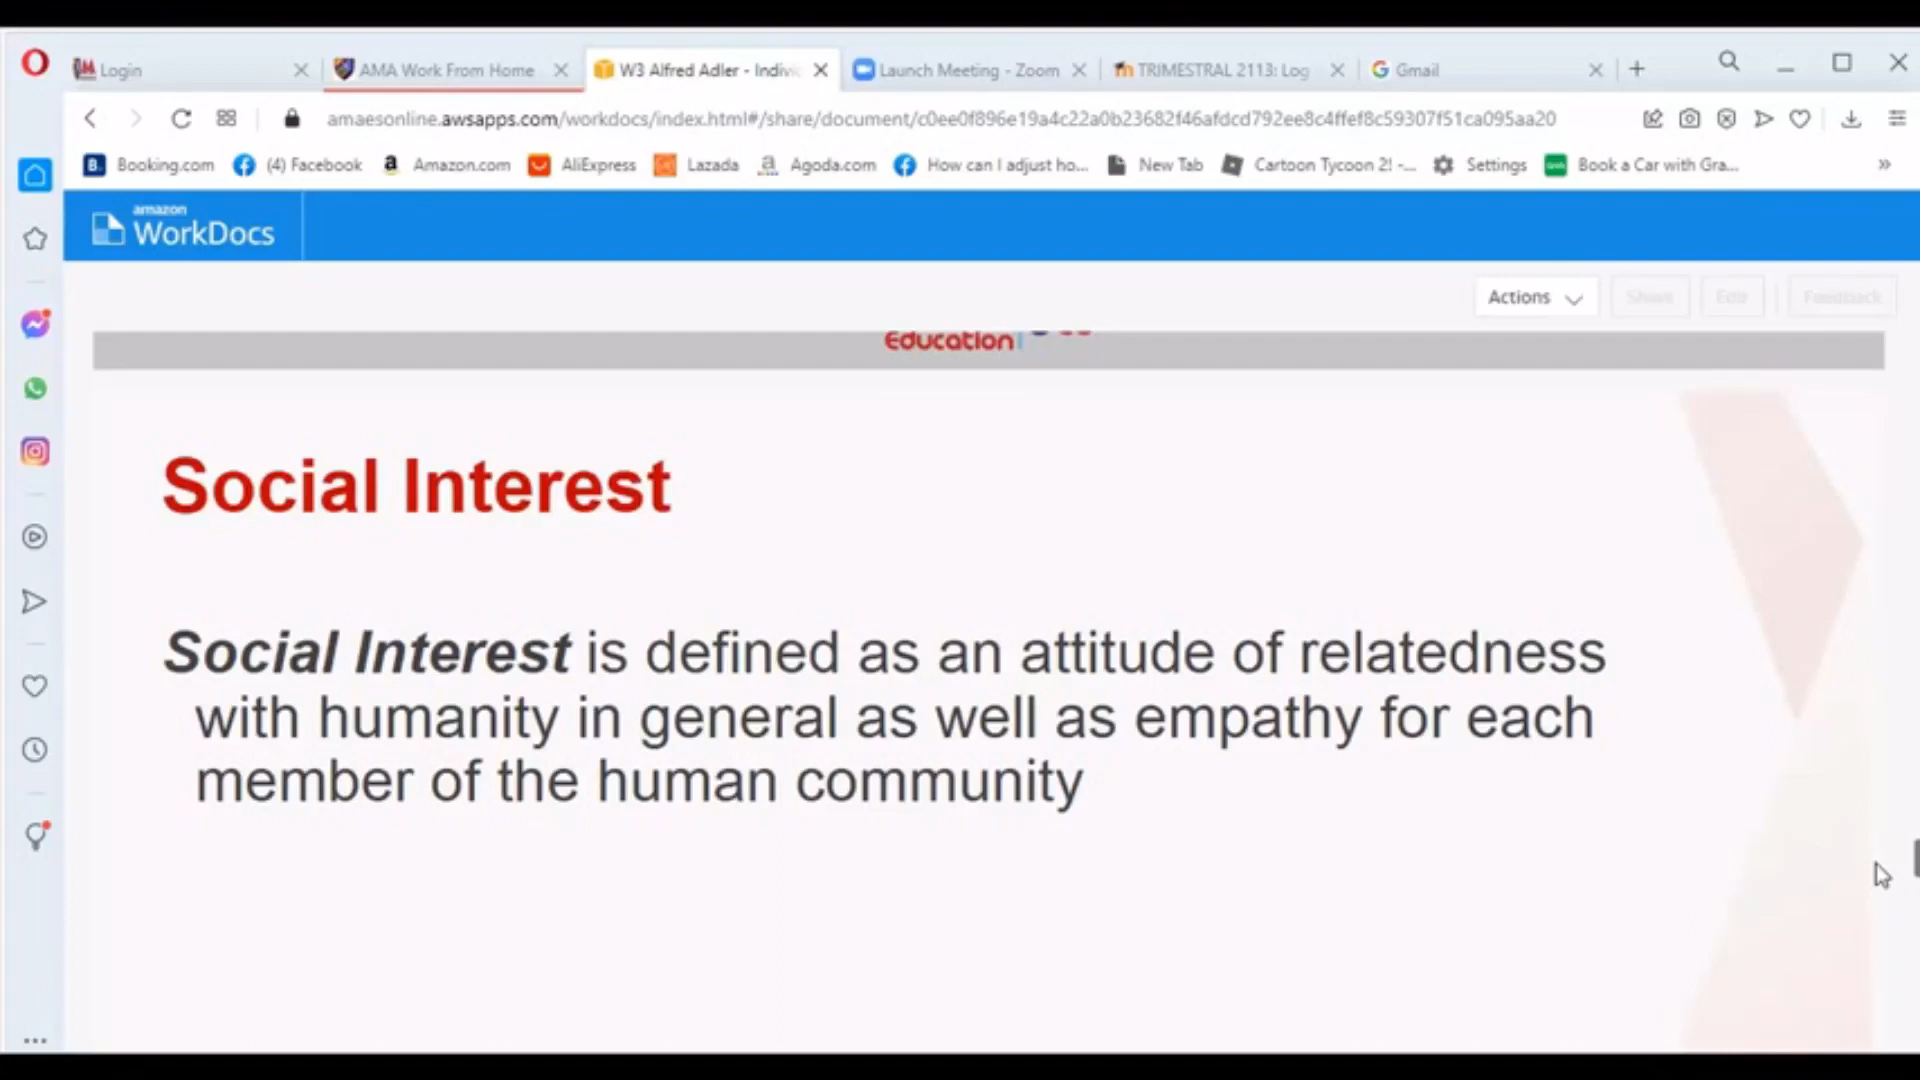 Login
AMA Work From Home
W3 Alfred Adler - Indivi
Launch Meeting - Zoom
TRIMESTRAL 2113: Log
Gmail
amaesonline.awsapps.com/workdocs/index.html#/share/document/c0ee0f896e19a4c22a0b23682f46afdcd792ee8c4ffef8c59307f51ca095aa20
Booking.com
(4) Facebook
Amazon.com
AliExpress
Lazada
Agoda.com
How can I adjust ho...
New Tab
Cartoon Tycoon 2! -...
Settings
Book a Car with Gra...
amazon
WorkDocs
Actions
Share
Edit
Feedback
Education
Social Interest
Social Interest is defined as an attitude of relatedness
with humanity in general as well as empathy for each
member of the human community